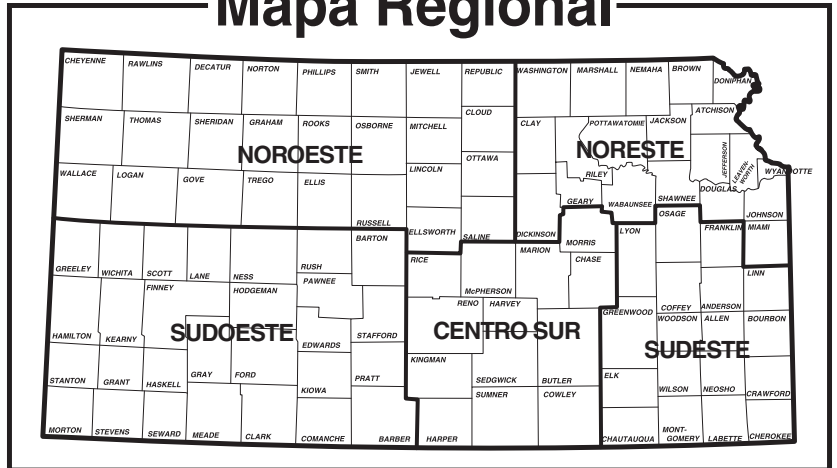 Mapa Regional
CHEYENNE
RAWLINS
DECATUR
NORTON
PHILLIPS
SMITH
JEWELL
REPUBLIC
WASHINGTON
MARSHALL
NEMAHA
BROWN
DONIPHAN
SHERMAN
THOMAS
SHERIDAN
GRAHAM
ROOKS
OSBORNE
MITCHELL
CLOUD
CLAY
POTTAWATOMIE
JACKSON
ATCHISON
NOROESTE
NORESTE
OTTAWA
JEFFERSON
LEAVEN-
WORTH
WYANDOTTE
WALLACE
LOGAN
GOVE
TREGO
ELLIS
RUSSELL
LINCOLN
RILEY
GEARY
WABAUNSEE
SHAWNEE
DOUGLAS
JOHNSON
ELLSWORTH
SALINE
DICKINSON
MORRIS
LYON
OSAGE
FRANKLIN
MIAMI
GREELEY
WICHITA
SCOTT
LANE
NESS
RUSH
BARTON
RICE
McPHERSON
MARION
CHASE
LINN
FINNEY
HODGEMAN
PAWNEE
RENO
HARVEY
GREENWOOD
COFFEY
ANDERSON
WOODSON
ALLEN
BOURBON
HAMILTON
KEARNY
SUDOESTE
EDWARDS
STAFFORD
CENTRO SUR
SUDESTE
STANTON
GRANT
HASKELL
GRAY
FORD
KIOWA
PRATT
KINGMAN
SEDGWICK
BUTLER
SUMNER
COWLEY
ELK
WILSON
NEOSHO
CRAWFORD
MORTON
STEVENS
SEWARD
MEADE
CLARK
COMANCHE
BARBER
HARPER
CHAUTAUQUA
MONT-
GOMERY
LABETTE
CHEROKEE